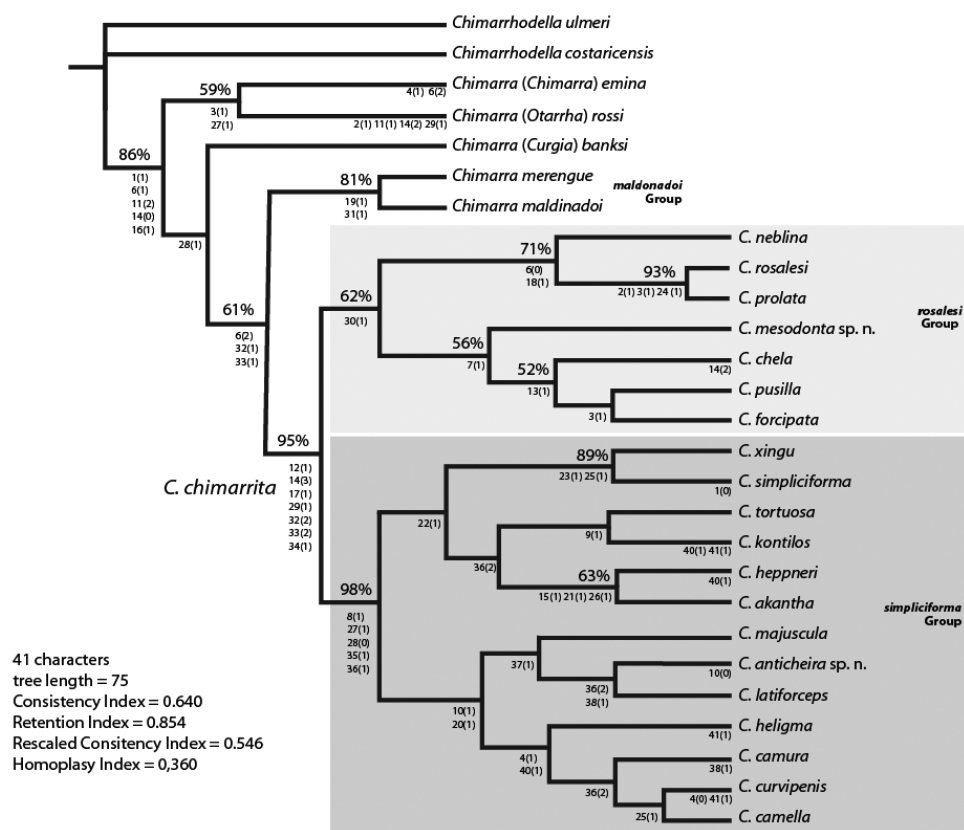 Chimarrhodella ulmeri
Chimarrhodella costaricensis
59%
Chimarra (Chimarra) emina
4(1) 6(2)
3(1)
27(1)
Chimarra (Otarrha) rossi
2(1) 11(1) 14(2) 29(1)
86%
1(1)
6(1)
11(2)
14(0)
16(1)
Chimarra (Curgia) banksi
28(1)
81%
19(1)
31(1)
Chimarra merengue
Chimarra maldinadoi
maldonadoi
Group
61%
6(2)
32(1)
33(1)
62%
30(1)
71%
6(0)
18(1)
C. neblina
93%
2(1) 3(1) 24 (1)
C. rosalesi
C. prolata
rosalesi
Group
56%
7(1)
C. mesodonta sp. n.
52%
13(1)
C. chela
14(2)
3(1)
C. pusilla
C. forcipata
95%
C. chimarrita
12(1)
14(3)
17(1)
29(1)
32(2)
33(2)
34(1)
89%
23(1) 25(1)
C. xingu
C. simpliciforma
1(0)
22(1)
9(1)
C. tortuosa
C. kontilos
40(1) 41(1)
36(2)
63%
15(1) 21(1) 26(1)
C. heppneri
40(1)
C. akantha
simpliciforma
Group
98%
8(1)
27(1)
28(0)
35(1)
36(1)
37(1)
C. majuscula
C. anticheira sp. n.
10(0)
36(2)
38(1)
C. latiforceps
10(1)
20(1)
C. heligma
41(1)
4(1)
40(1)
C. camura
38(1)
36(2)
C. curvipenis
4(0) 41(1)
25(1)
C. camella
41 characters
tree length = 75
Consistency Index = 0.640
Retention Index = 0.854
Rescaled Consitency Index = 0.546
Homoplasy Index = 0,360